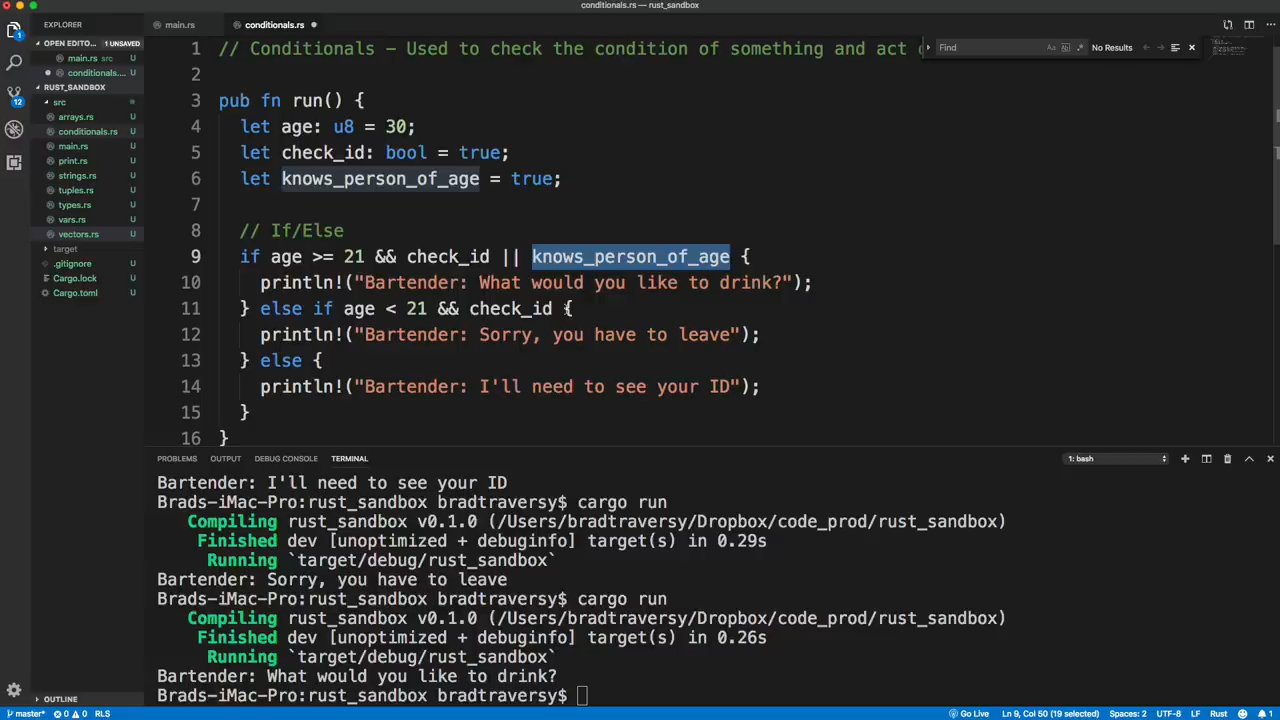 conditionals.rs — rust_sandbox
EXPLORER
main.rs
conditionals.rs
OPEN EDITO... 1 UNSAVED
main.rs src
conditionals....
RUST_SANDBOX
src
arrays.rs U
conditionals.rs U
main.rs U
print.rs U
strings.rs U
tuples.rs U
types.rs U
vars.rs U
vectors.rs U
target
.gitignore U
Cargo.lock U
Cargo.toml U
OUTLINE
1
12
Find
No Results
1 // Conditionals - Used to check the condition of something and act
2
3 pub fn run() {
4 let age: u8 = 30;
5 let check_id: bool = true;
6 let knows_person_of_age = true;
7
8 // If/Else
9 if age >= 21 && check_id || knows_person_of_age {
10 println!("Bartender: What would you like to drink?");
11 } else if age < 21 && check_id {
12 println!("Bartender: Sorry, you have to leave");
13 } else {
14 println!("Bartender: I'll need to see your ID");
15 }
16 }
PROBLEMS OUTPUT DEBUG CONSOLE TERMINAL 1: bash
Bartender: I'll need to see your ID
Brads-iMac-Pro:rust_sandbox bradtraversy$ cargo run
Compiling rust_sandbox v0.1.0 (/Users/bradtraversy/Dropbox/code_prod/rust_sandbox)
Finished dev [unoptimized + debuginfo] target(s) in 0.29s
Running `target/debug/rust_sandbox`
Bartender: Sorry, you have to leave
Brads-iMac-Pro:rust_sandbox bradtraversy$ cargo run
Compiling rust_sandbox v0.1.0 (/Users/bradtraversy/Dropbox/code_prod/rust_sandbox)
Finished dev [unoptimized + debuginfo] target(s) in 0.26s
Running `target/debug/rust_sandbox`
Bartender: What would you like to drink?
Brads-iMac-Pro:rust_sandbox bradtraversy$
master* 0 0 RLS Go Live Ln 9, Col 50 (19 selected) Spaces: 2 UTF-8 LF Rust 1